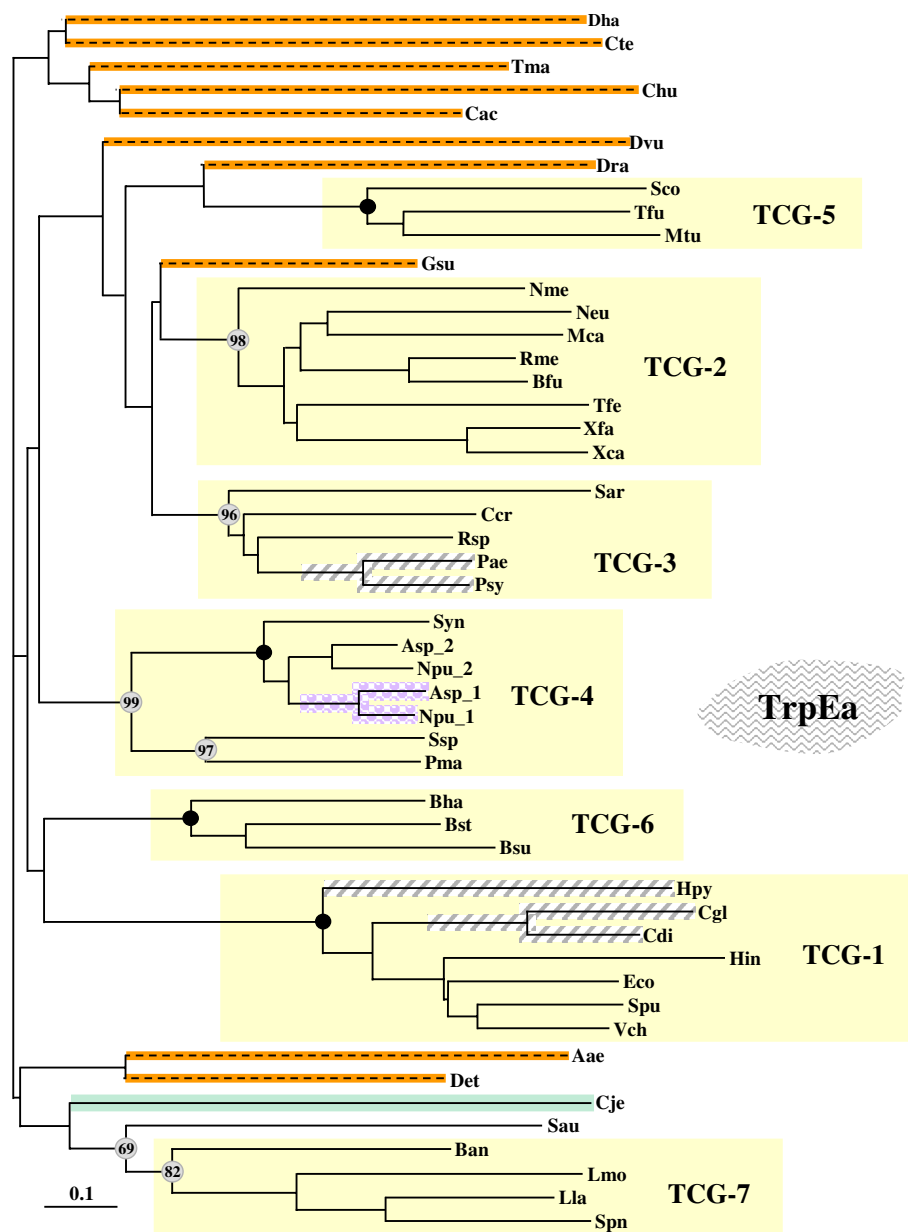 Dha
Cte
Tma
Chu
Cac
Dvu
Dra
Sco
TCG-5
Tfu
Mtu
Gsu
Nme
Neu
98
Mca
Rme
TCG-2
Bfu
Tfe
Xfa
Xca
Sar
96
Ccr
Rsp
Pae
TCG-3
Psy
Syn
Asp_2
Npu_2
Asp_1
TCG-4
99
TrpEa
Npu_1
Ssp
97
Pma
Bha
TCG-6
Bst
Bsu
Hpy
Cgl
Cdi
TCG-1
Hin
Eco
Spu
Vch
Aae
Det
Cje
Sau
69
Ban
82
Lmo
0.1
TCG-7
Lla
Spn